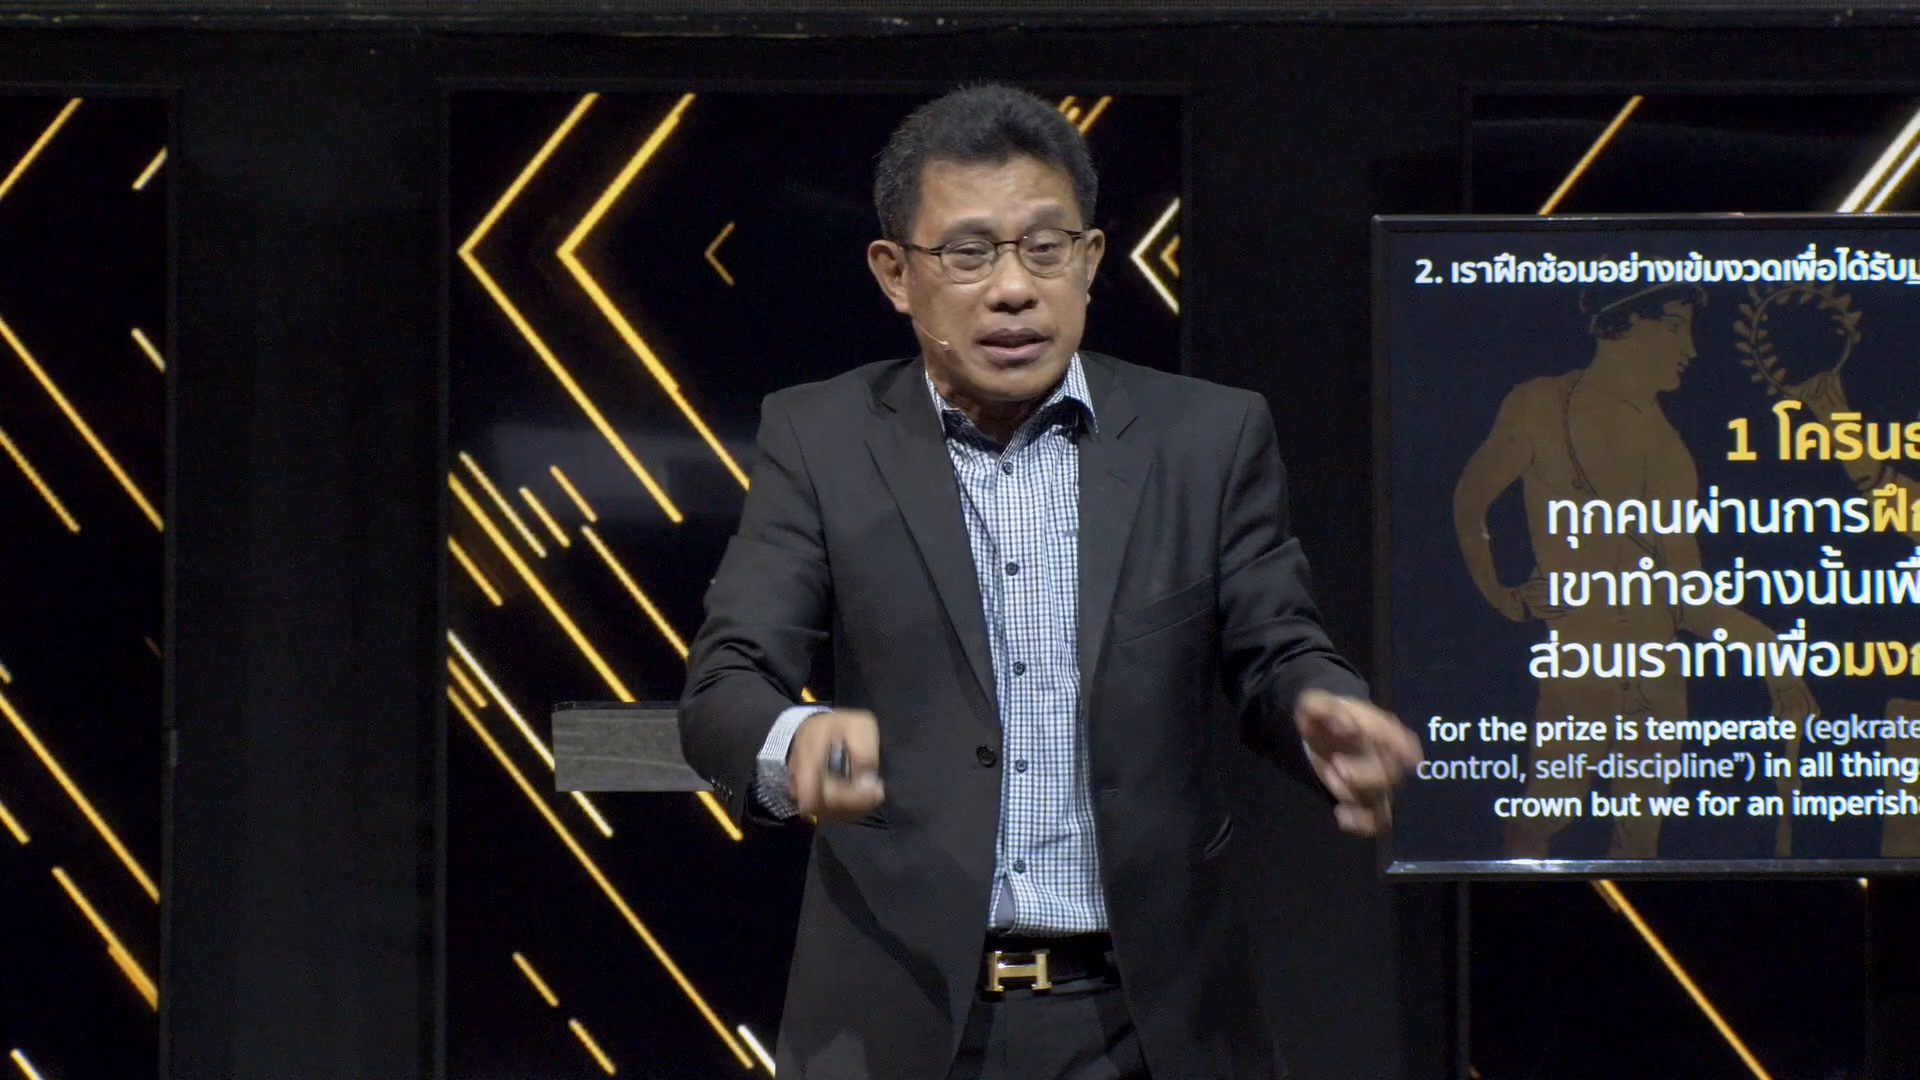 2. เราฝึกซ้อมอย่างเข้มงวดเพื่อได้รับ
1 โครินธ์
ทุกคนผ่านการฝึก
เขาทำอย่างนั้นเพื่
ส่วนเราทำเพื่อมง
for the prize is temperate (egkrate
control, self-discipline”) in all things
crown but we for an imperisha